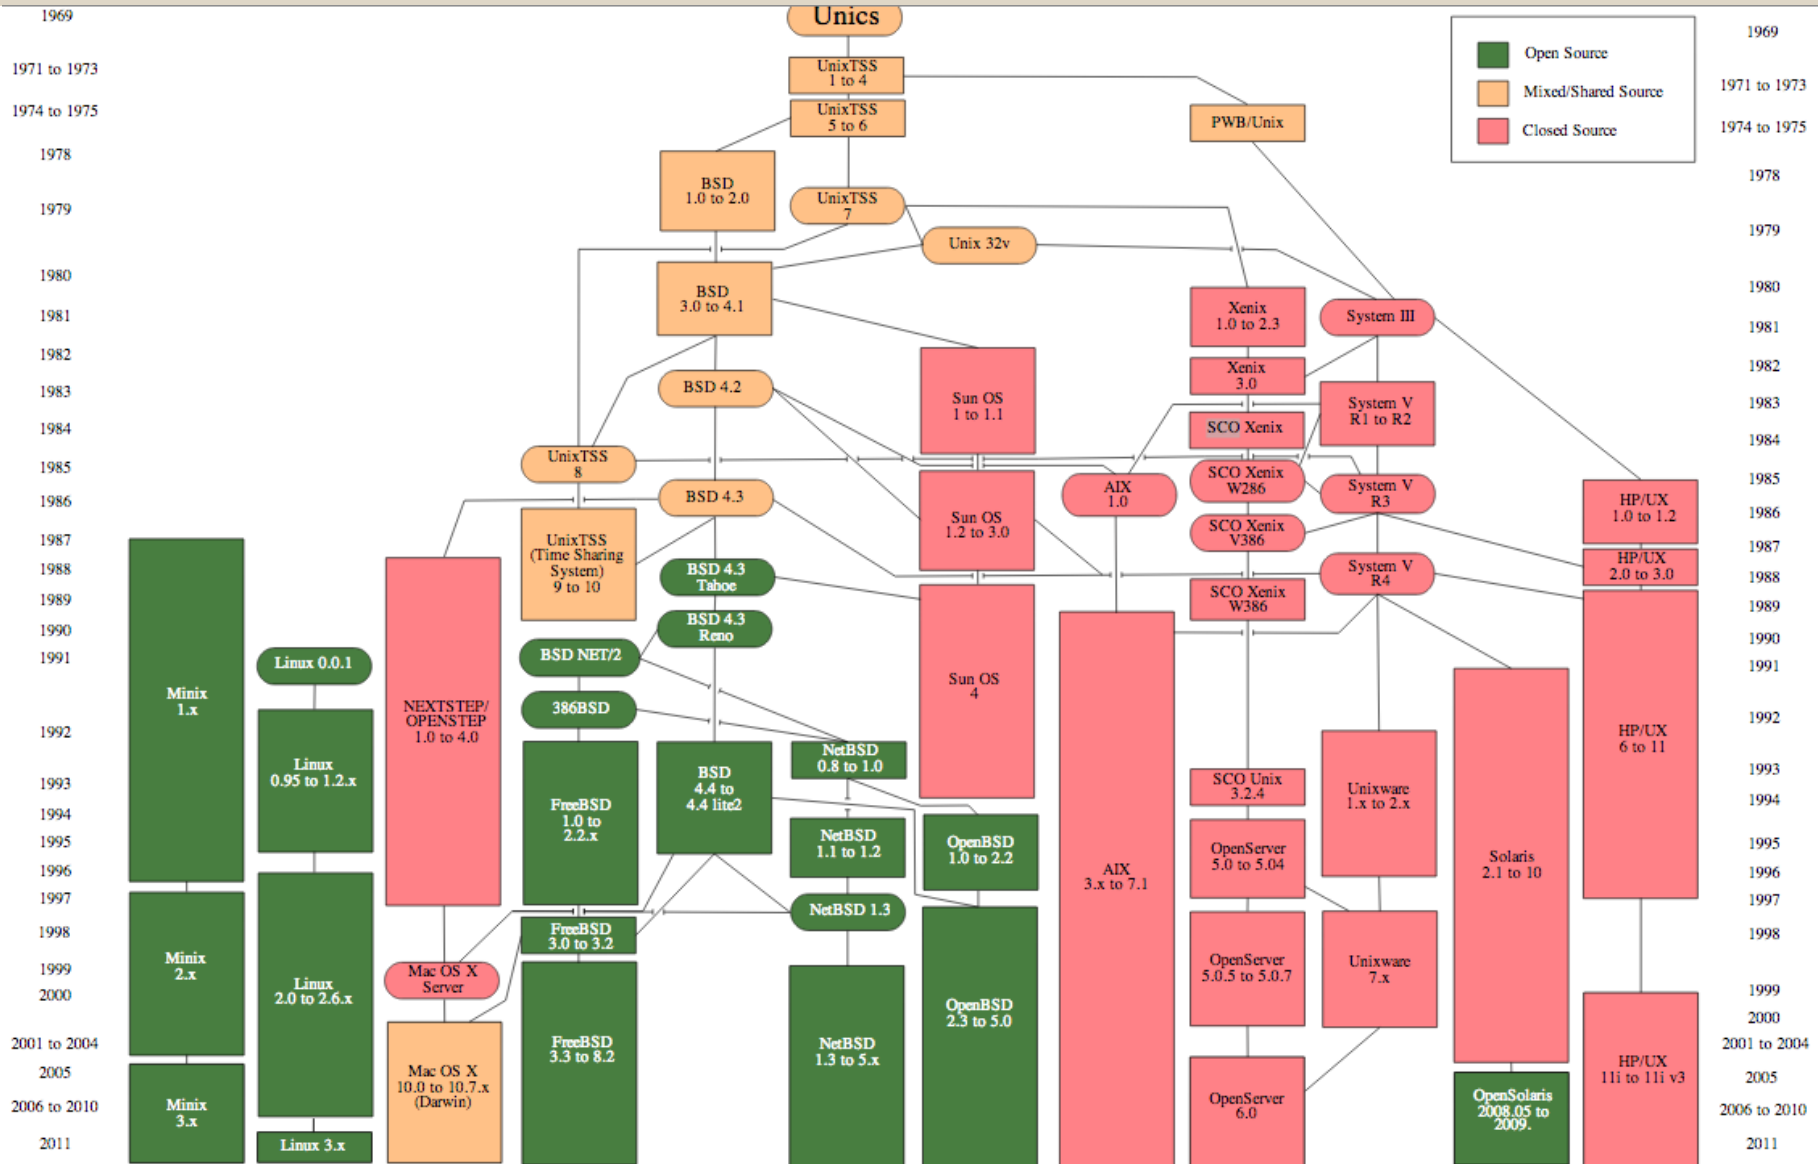 Unics
1969
1971 to 1973
1974 to 1975
1978
1979
1980
1981
1982
1983
1984
1985
1986
1987
1988
1989
1990
1991
1992
1993
1994
1995
1996
1997
1998
1999
2000
2001 to 2004
2005
2006 to 2010
2011
Open Source
Mixed/Shared Source
Closed Source
UnixTSS
1 to 4
UnixTSS
5 to 6
PWB/Unix
BSD
1.0 to 2.0
UnixTSS
7
Unix 32v
BSD
3.0 to 4.1
Xenix
1.0 to 2.3
System III
Xenix
3.0
BSD 4.2
Sun OS
1 to 1.1
System V
R1 to R2
SCO Xenix
UnixTSS
8
SCO Xenix
W286
AIX
1.0
System V
R3
BSD 4.3
HP/UX
1.0 to 1.2
Sun OS
1.2 to 3.0
SCO Xenix
V386
UnixTSS
(Time Sharing
System)
9 to 10
BSD 4.3
Tahoe
System V
R4
HP/UX
2.0 to 3.0
SCO Xenix
W386
BSD 4.3
Reno
BSD NET/2
Linux 0.0.1
Minix
1.x
NEXTSTEP/
OPENSTEP
1.0 to 4.0
386BSD
Sun OS
4
Linux
0.95 to 1.2.x
FreeBSD
1.0 to
2.2.x
BSD
4.4 to
4.4 lite2
NetBSD
0.8 to 1.0
HP/UX
6 to 11
SCO Unix
3.2.4
Unixware
1.x to 2.x
NetBSD
1.1 to 1.2
OpenBSD
1.0 to 2.2
AIX
3.x to 7.1
OpenServer
5.0 to 5.04
Solaris
2.1 to 10
NetBSD 1.3
FreeBSD
3.0 to 3.2
Minix
2.x
Linux
2.0 to 2.6.x
Mac OS X
Server
OpenServer
5.0.5 to 5.0.7
Unixware
7.x
OpenBSD
2.3 to 5.0
FreeBSD
3.3 to 8.2
NetBSD
1.3 to 5.x
Mac OS X
10.0 to 10.7.x
(Darwin)
HP/UX
11i to 11i v3
Minix
3.x
OpenServer
6.0
OpenSolaris
2008.05 to
2009.
Linux 3.x
1969
1971 to 1973
1974 to 1975
1978
1979
1980
1981
1982
1983
1984
1985
1986
1987
1988
1989
1990
1991
1992
1993
1994
1995
1996
1997
1998
1999
2000
2001 to 2004
2005
2006 to 2010
2011